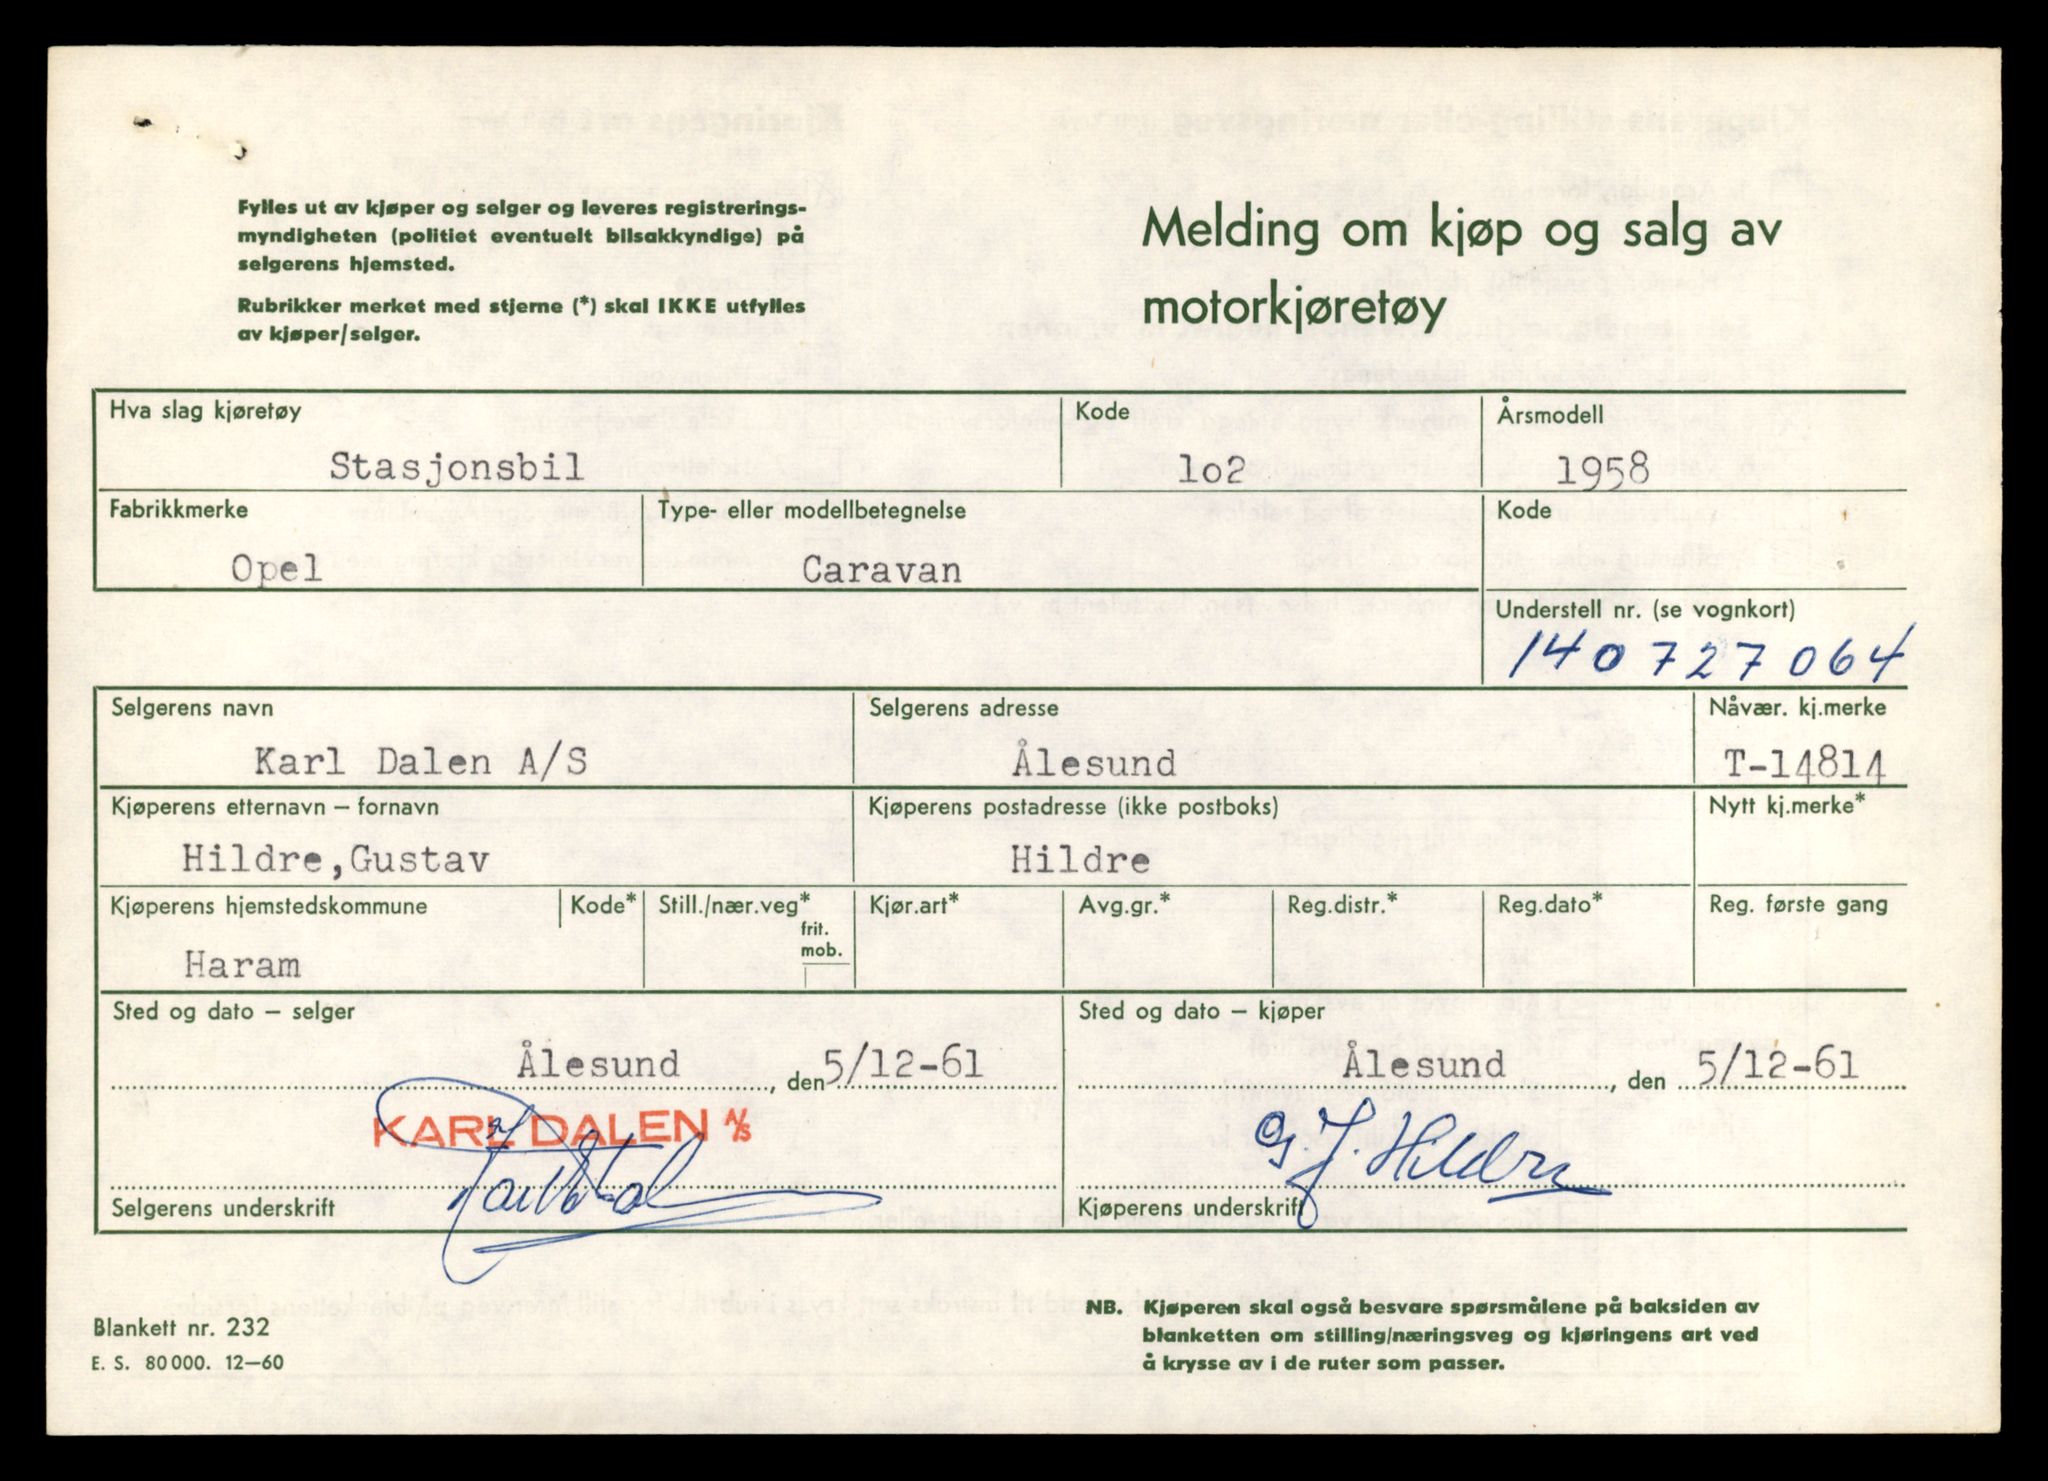 Fylles ut av kjøper og selger og leveres registrerings-
myndigheten (politiet eventuelt bilsakkyndige) på
selgerens hjemsted.
Rubrikker merket med stjerne (*) skal IKKE utfylles
av kjøper/selger.
Melding om kjøp og salg av
motorkjøretøy
Hva slag kjøretøy Kode Årsmodell
Stasjonsbil 1o2 1958
Fabrikkmerke Type- eller modellbetegnelse Kode
Opel Caravan
Understell nr. (se vognkort)
140727064
Selgerens navn Selgerens adresse Nåvær. kj.merke
Karl Dalen A/S Ålesund T-14814
Kjøperens etternavn – fornavn Kjøperens postadresse (ikke postboks) Nytt kj.merke*
Hildre,Gustav Hildre
Kjøperens hjemstedskommune Kode* Still./nær.veg* Kjør.art* Avg.gr.* Reg.distr.* Reg.dato* Reg. første gang
frit.
mob.
Haram
Sted og dato – selger Sted og dato – kjøper
Ålesund, den 5/12-61 Ålesund, den 5/12-61
KARL DALEN A/S
G. J. Hildre
Selgerens underskrift Kjøperens underskrift
NB. Kjøperen skal også besvare spørsmålene på baksiden av
blanketten om stilling/næringsveg og kjøringens art ved
å krysse av i de ruter som passer.
Blankett nr. 232
E. S. 80 000. 12–60